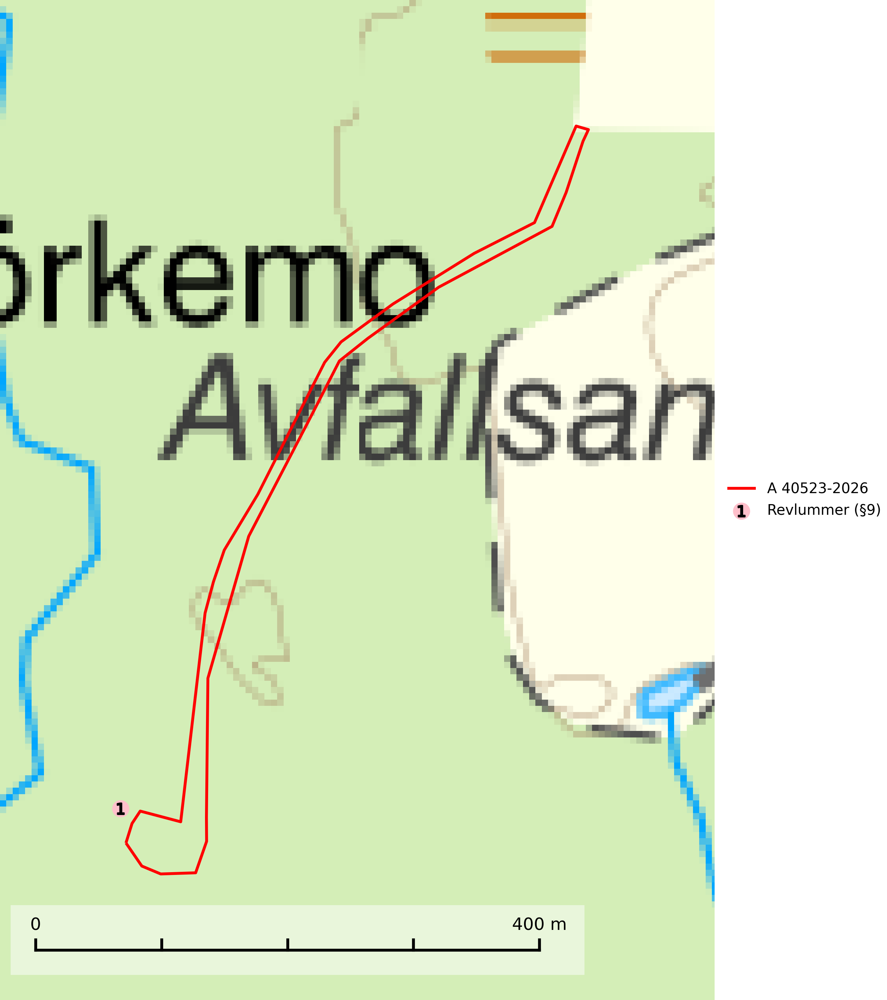 örkemo
Avfallsan
A 40523-2026
1 Revlummer (§9)
1
0 400 m